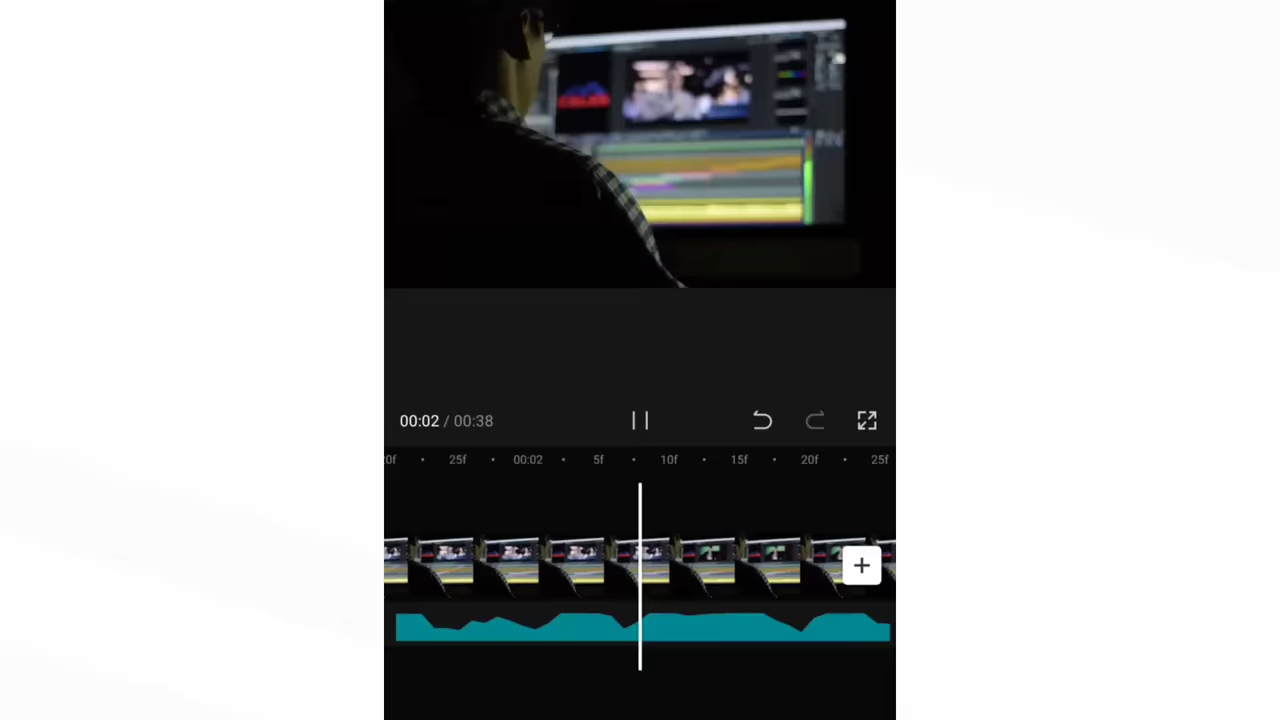 00:02 / 00:38
0f 25f 00:02 5f 10f 15f 20f 25f